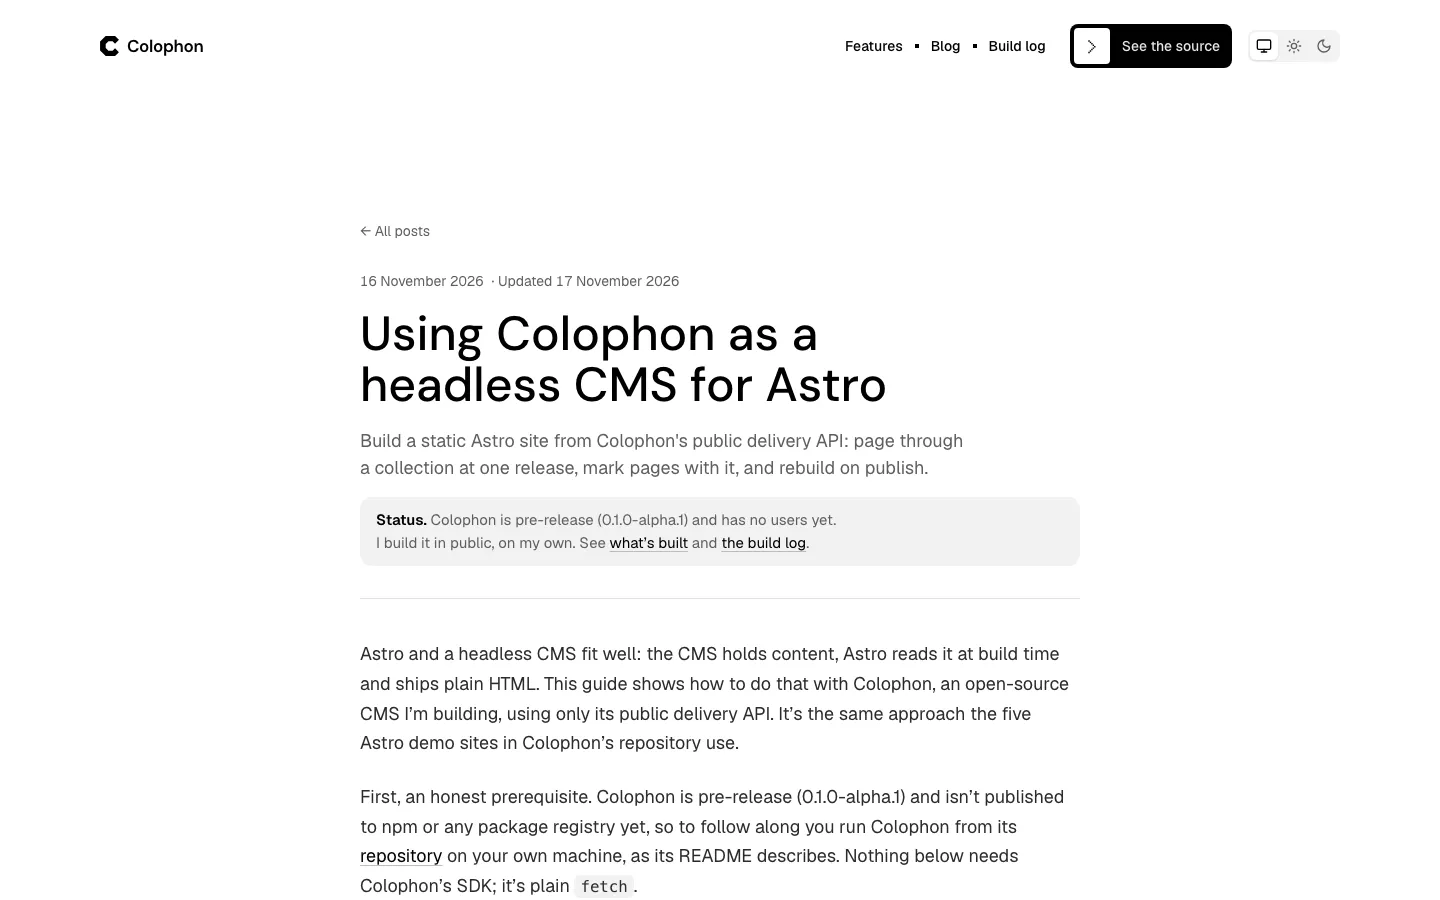 Colophon
Features
Blog
Build log
See the source
← All posts
16 November 2026 · Updated 17 November 2026
Using Colophon as a
headless CMS for Astro
Build a static Astro site from Colophon's public delivery API: page through
a collection at one release, mark pages with it, and rebuild on publish.
Status. Colophon is pre-release (0.1.0-alpha.1) and has no users yet.
I build it in public, on my own. See what’s built and the build log.
Astro and a headless CMS fit well: the CMS holds content, Astro reads it at build time
and ships plain HTML. This guide shows how to do that with Colophon, an open-source
CMS I’m building, using only its public delivery API. It’s the same approach the five
Astro demo sites in Colophon’s repository use.
First, an honest prerequisite. Colophon is pre-release (0.1.0-alpha.1) and isn’t published
to npm or any package registry yet, so to follow along you run Colophon from its
repository on your own machine, as its README describes. Nothing below needs
Colophon’s SDK; it’s plain fetch.